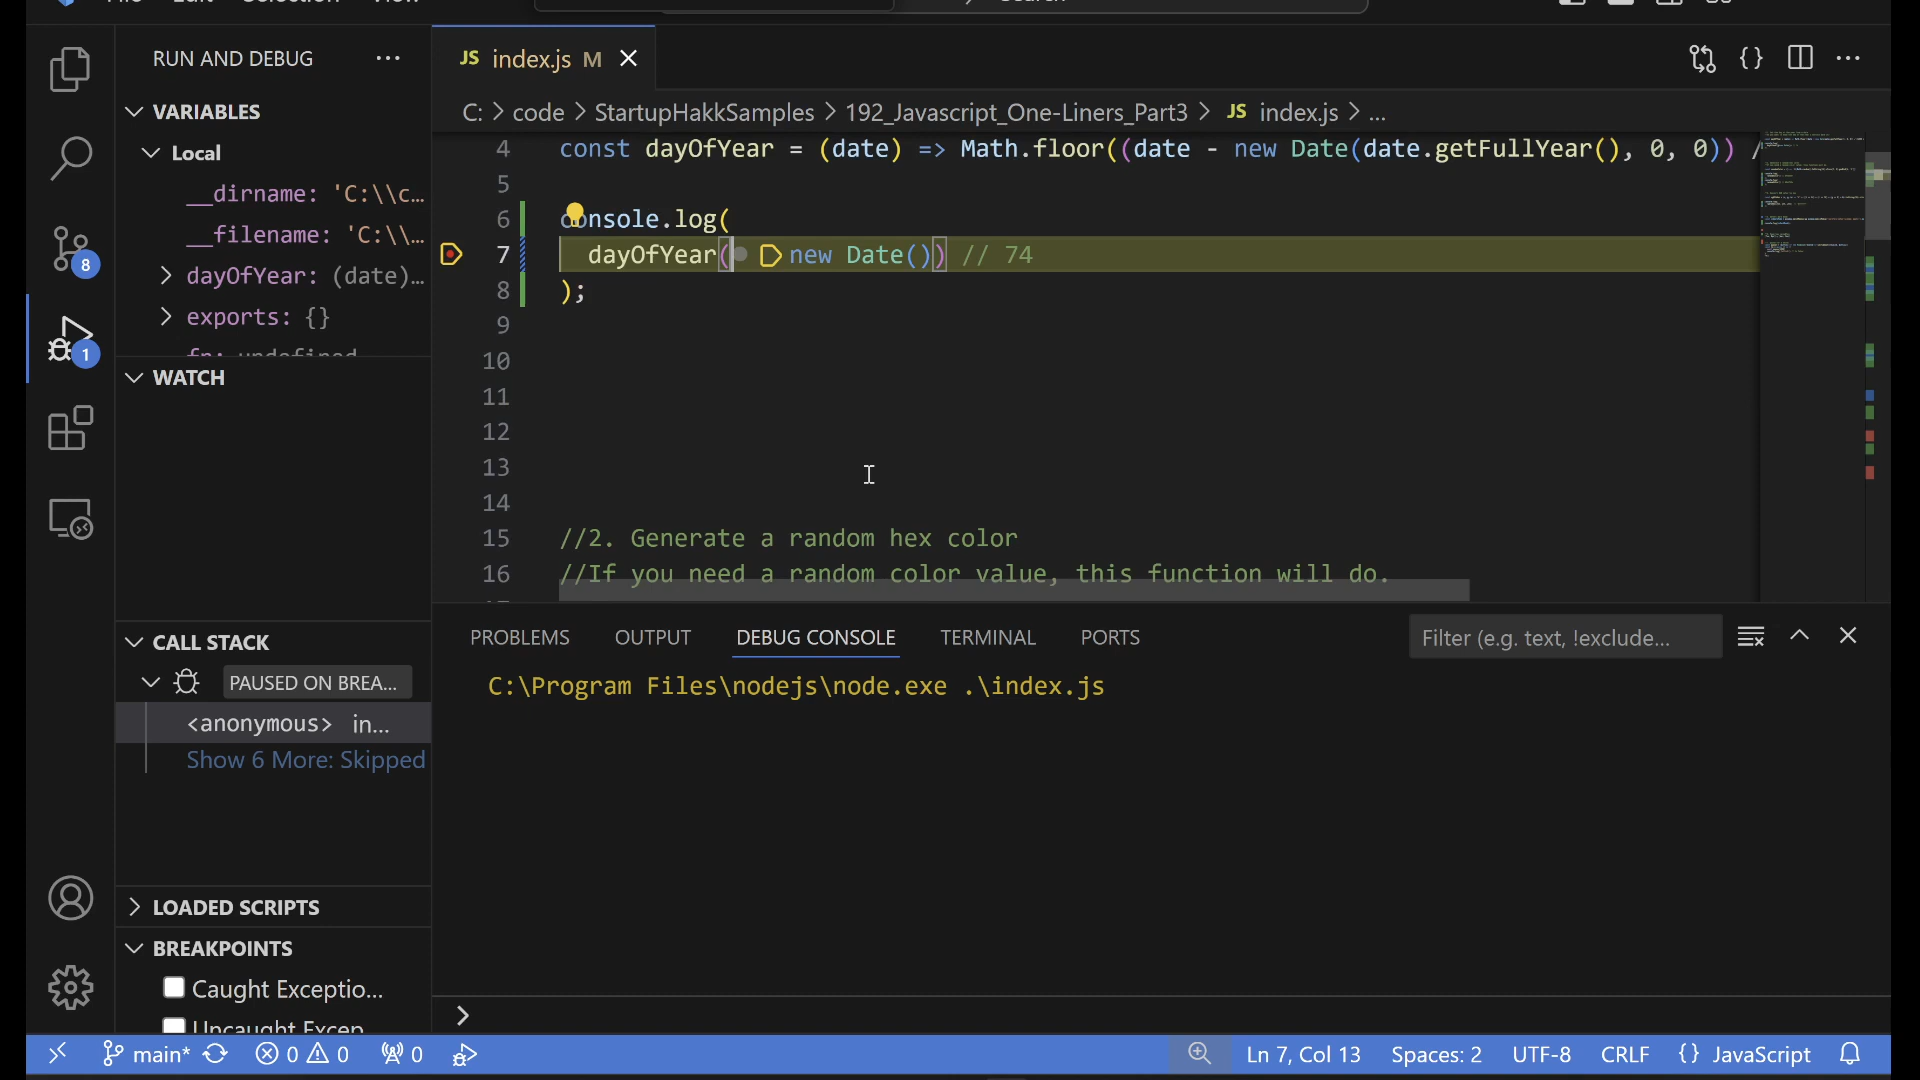 RUN AND DEBUG
VARIABLES
Local
__dirname: 'C:\\c…
__filename: 'C:\\…
dayOfYear: (date)…
exports: {}
WATCH
CALL STACK
PAUSED ON BREA…
<anonymous> in…
Show 6 More: Skipped
LOADED SCRIPTS
BREAKPOINTS
Caught Exceptio…
Uncaught Excep
JS index.js M
C: > code > StartupHakkSamples > 192_Javascript_One-Liners_Part3 > JS index.js > ...
4 const dayOfYear = (date) => Math.floor((date - new Date(date.getFullYear(), 0, 0)) /
5
6 console.log(
7 dayOfYear( new Date()) // 74
8 );
9
10
11
12
13
14
15 //2. Generate a random hex color
16 //If you need a random color value, this function will do.
PROBLEMS OUTPUT DEBUG CONSOLE TERMINAL PORTS
Filter (e.g. text, !exclude...
C:\Program Files\nodejs\node.exe .\index.js
8
1
main* 0 0 0
Ln 7, Col 13 Spaces: 2 UTF-8 CRLF {} JavaScript